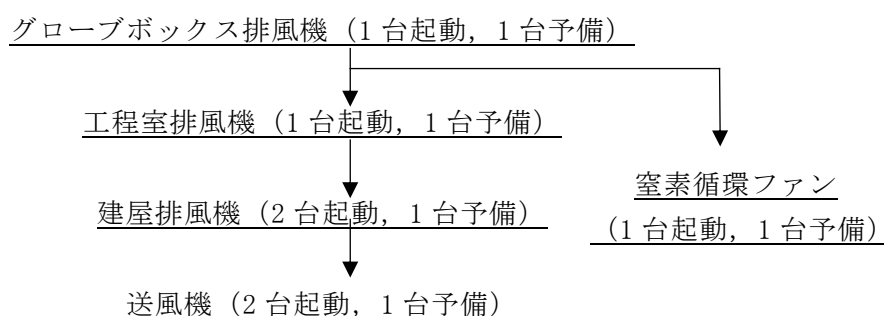 グローブボックス排風機（1 台起動，1 台予備）
工程室排風機（1 台起動，1 台予備）
窒素循環ファン
建屋排風機（2 台起動，1 台予備）
（1 台起動，1 台予備）
送風機（2 台起動，1 台予備）